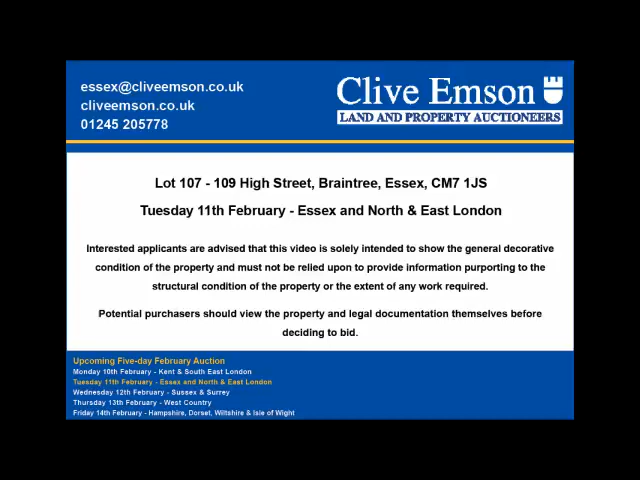 essex@cliveemson.co.uk
cliveemson.co.uk
01245 205778
Clive Emson
LAND AND PROPERTY AUCTIONEERS
Lot 107 - 109 High Street, Braintree, Essex, CM7 1JS
Tuesday 11th February - Essex and North & East London
Interested applicants are advised that this video is solely intended to show the general decorative
condition of the property and must not be relied upon to provide information purporting to the
structural condition of the property or the extent of any work required.
Potential purchasers should view the property and legal documentation themselves before
deciding to bid.
Upcoming Five-day February Auction
Monday 10th February - Kent & South East London
Tuesday 11th February - Essex and North & East London
Wednesday 12th February - Sussex & Surrey
Thursday 13th February - West Country
Friday 14th February - Hampshire, Dorset, Wiltshire & Isle of Wight